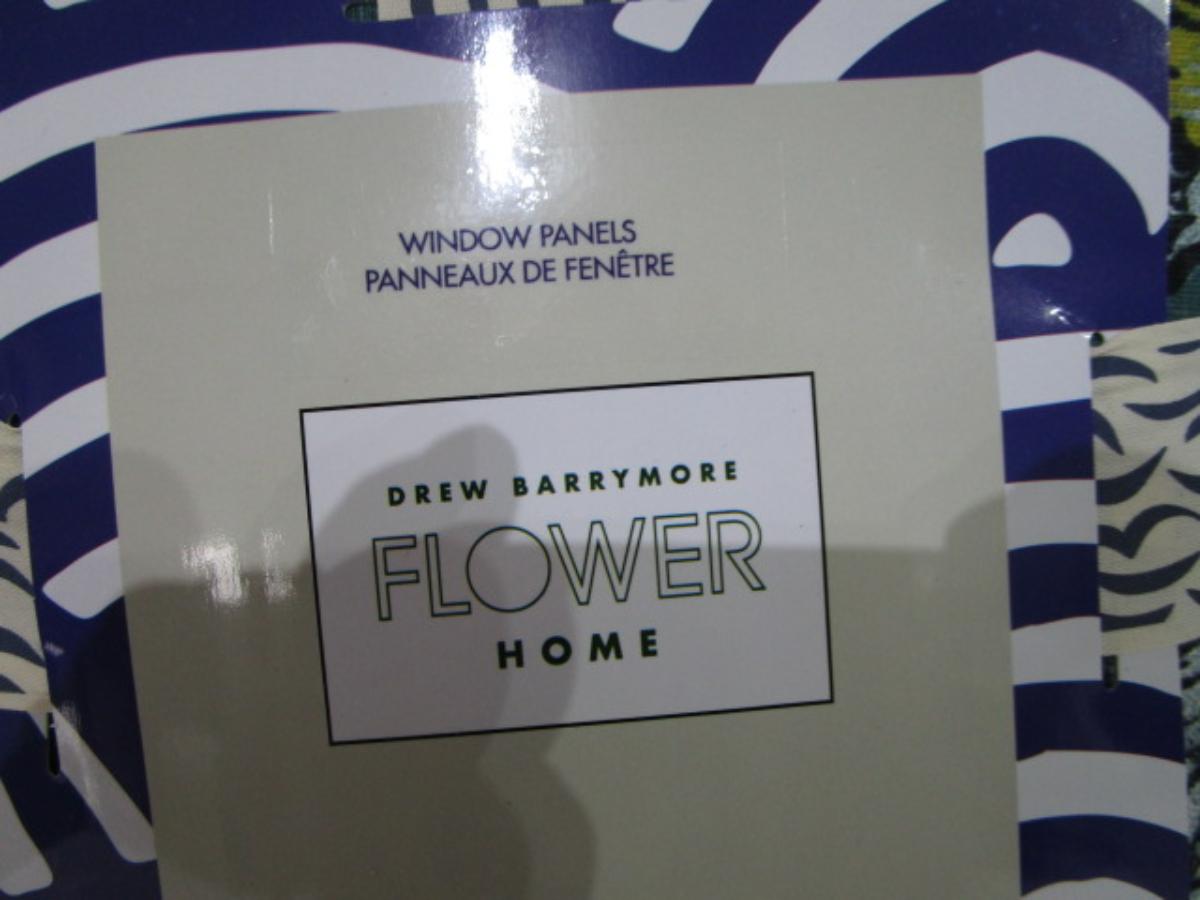 WINDOW PANELS
PANNEAUX DE FENÊTRE
DREW BARRYMORE
FLOWER
HOME